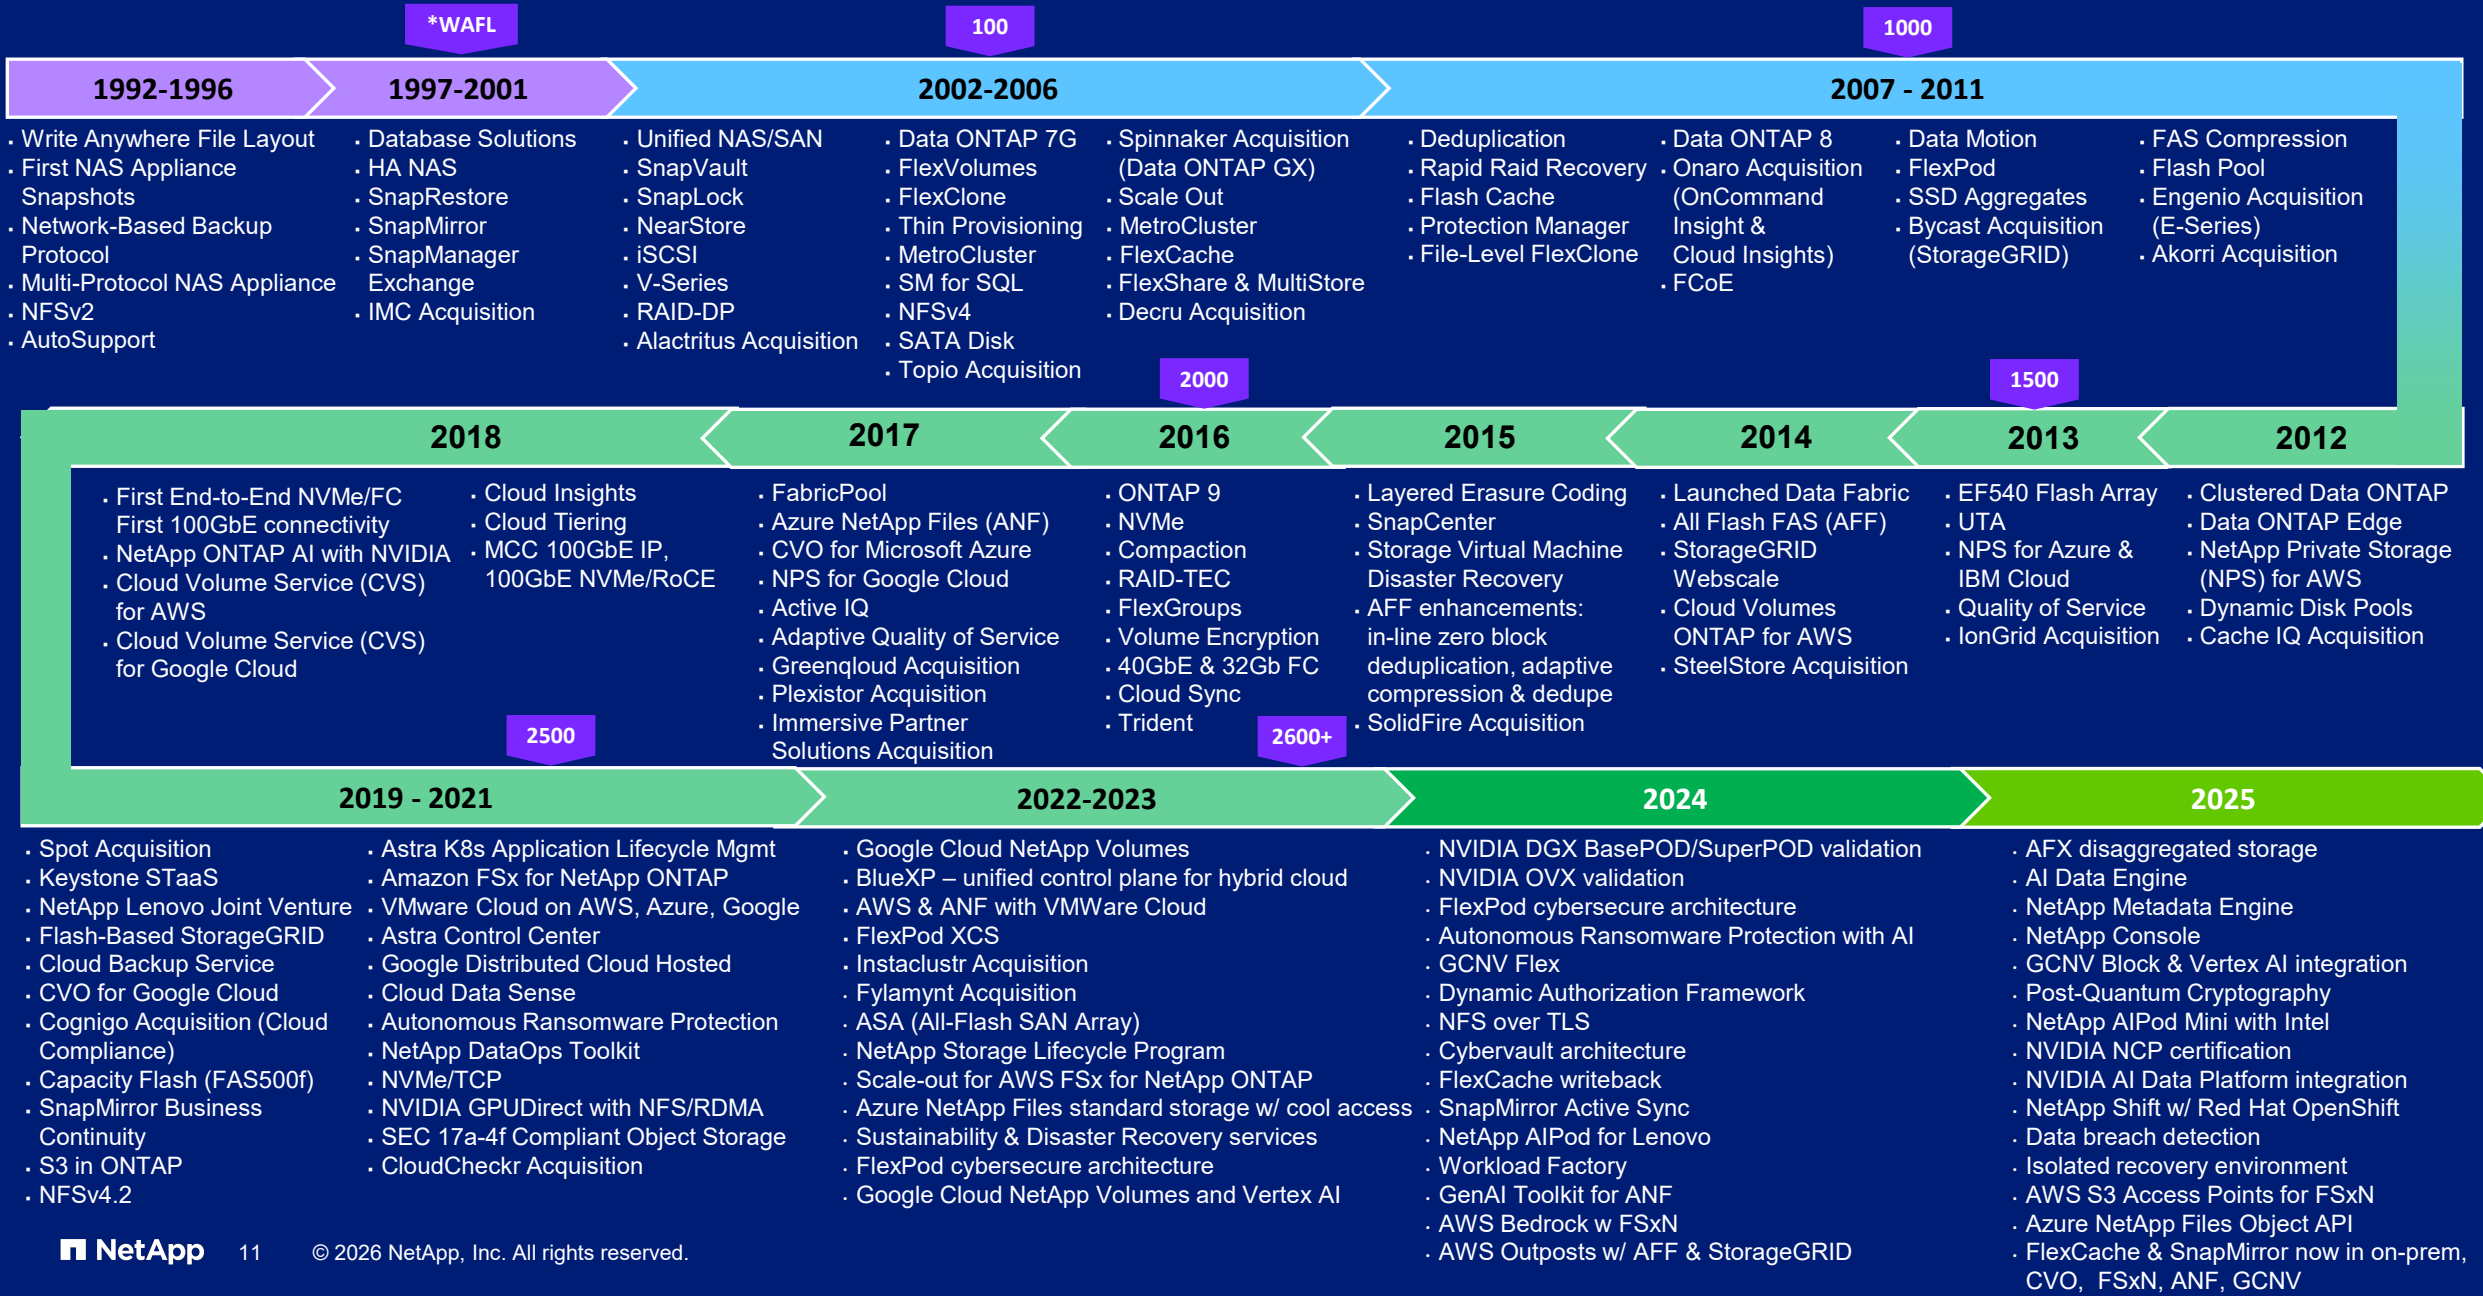 *WAFL
100
1000
1992-1996
1997-2001
2002-2006
2007 - 2011
· Write Anywhere File Layout
· First NAS Appliance
Snapshots
· Network-Based Backup
Protocol
· Multi-Protocol NAS Appliance
· NFSv2
· AutoSupport
· Database Solutions
· HA NAS
· SnapRestore
· SnapMirror
· SnapManager
Exchange
· IMC Acquisition
· Unified NAS/SAN
· SnapVault
· SnapLock
· NearStore
· iSCSI
· V-Series
· RAID-DP
· Alactritus Acquisition
· Data ONTAP 7G
· FlexVolumes
· FlexClone
· Thin Provisioning
· MetroCluster
· SM for SQL
· NFSv4
· SATA Disk
· Topio Acquisition
· Spinnaker Acquisition
(Data ONTAP GX)
· Scale Out
· MetroCluster
· FlexCache
· FlexShare & MultiStore
· Decru Acquisition
· Deduplication
· Rapid Raid Recovery
· Flash Cache
· Protection Manager
· File-Level FlexClone
· Data ONTAP 8
· Onaro Acquisition
(OnCommand
Insight &
Cloud Insights)
· FCoE
· Data Motion
· FlexPod
· SSD Aggregates
· Bycast Acquisition
(StorageGRID)
· FAS Compression
· Flash Pool
· Engenio Acquisition
(E-Series)
· Akorri Acquisition
2000
1500
2018
2017
2016
2015
2014
2013
2012
· First End-to-End NVMe/FC
First 100GbE connectivity
· NetApp ONTAP AI with NVIDIA
· Cloud Volume Service (CVS)
for AWS
· Cloud Volume Service (CVS)
for Google Cloud
· Cloud Insights
· Cloud Tiering
· MCC 100GbE IP,
100GbE NVMe/RoCE
· FabricPool
· Azure NetApp Files (ANF)
· CVO for Microsoft Azure
· NPS for Google Cloud
· Active IQ
· Adaptive Quality of Service
· Greenqloud Acquisition
· Plexistor Acquisition
· Immersive Partner
Solutions Acquisition
· ONTAP 9
· NVMe
· Compaction
· RAID-TEC
· FlexGroups
· Volume Encryption
· 40GbE & 32Gb FC
· Cloud Sync
· Trident
· Layered Erasure Coding
· SnapCenter
· Storage Virtual Machine
Disaster Recovery
· AFF enhancements:
in-line zero block
deduplication, adaptive
compression & dedupe
· SolidFire Acquisition
· Launched Data Fabric
· All Flash FAS (AFF)
· StorageGRID
Webscale
· Cloud Volumes
ONTAP for AWS
· SteelStore Acquisition
· EF540 Flash Array
· UTA
· NPS for Azure &
IBM Cloud
· Quality of Service
· IonGrid Acquisition
· Clustered Data ONTAP
· Data ONTAP Edge
· NetApp Private Storage
(NPS) for AWS
· Dynamic Disk Pools
· Cache IQ Acquisition
2500
2600+
2019 - 2021
2022-2023
2024
2025
· Spot Acquisition
· Keystone STaaS
· NetApp Lenovo Joint Venture
· Flash-Based StorageGRID
· Cloud Backup Service
· CVO for Google Cloud
· Cognigo Acquisition (Cloud
Compliance)
· Capacity Flash (FAS500f)
· SnapMirror Business
Continuity
· S3 in ONTAP
· NFSv4.2
· Astra K8s Application Lifecycle Mgmt
· Amazon FSx for NetApp ONTAP
· VMware Cloud on AWS, Azure, Google
· Astra Control Center
· Google Distributed Cloud Hosted
· Cloud Data Sense
· Autonomous Ransomware Protection
· NetApp DataOps Toolkit
· NVMe/TCP
· NVIDIA GPUDirect with NFS/RDMA
· SEC 17a-4f Compliant Object Storage
· CloudCheckr Acquisition
· Google Cloud NetApp Volumes
· BlueXP – unified control plane for hybrid cloud
· AWS & ANF with VMWare Cloud
· FlexPod XCS
· Instaclustr Acquisition
· Fylamynt Acquisition
· ASA (All-Flash SAN Array)
· NetApp Storage Lifecycle Program
· Scale-out for AWS FSx for NetApp ONTAP
· Azure NetApp Files standard storage w/ cool access
· Sustainability & Disaster Recovery services
· FlexPod cybersecure architecture
· Google Cloud NetApp Volumes and Vertex AI
· NVIDIA DGX BasePOD/SuperPOD validation
· NVIDIA OVX validation
· FlexPod cybersecure architecture
· Autonomous Ransomware Protection with AI
· GCNV Flex
· Dynamic Authorization Framework
· NFS over TLS
· Cybervault architecture
· FlexCache writeback
· SnapMirror Active Sync
· NetApp AIPod for Lenovo
· Workload Factory
· GenAI Toolkit for ANF
· AWS Bedrock w FSxN
· AWS Outposts w/ AFF & StorageGRID
· AFX disaggregated storage
· AI Data Engine
· NetApp Metadata Engine
· NetApp Console
· GCNV Block & Vertex AI integration
· Post-Quantum Cryptography
· NetApp AIPod Mini with Intel
· NVIDIA NCP certification
· NVIDIA AI Data Platform integration
· NetApp Shift w/ Red Hat OpenShift
· Data breach detection
· Isolated recovery environment
· AWS S3 Access Points for FSxN
· Azure NetApp Files Object API
· FlexCache & SnapMirror now in on-prem,
CVO, FSxN, ANF, GCNV
NetApp
11
© 2026 NetApp, Inc. All rights reserved.